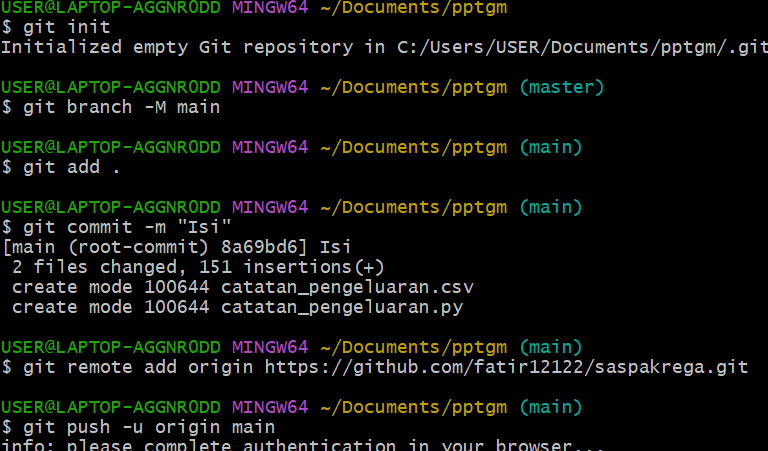 USER@LAPTOP-AGGNR0DD MINGW64 ~/Documents/pptgm
$ git init
Initialized empty Git repository in C:/Users/USER/Documents/pptgm/.git
USER@LAPTOP-AGGNR0DD MINGW64 ~/Documents/pptgm (master)
$ git branch -M main
USER@LAPTOP-AGGNR0DD MINGW64 ~/Documents/pptgm (main)
$ git add .
USER@LAPTOP-AGGNR0DD MINGW64 ~/Documents/pptgm (main)
$ git commit -m "Isi"
[main (root-commit) 8a69bd6] Isi
 2 files changed, 151 insertions(+)
 create mode 100644 catatan_pengeluaran.csv
 create mode 100644 catatan_pengeluaran.py
USER@LAPTOP-AGGNR0DD MINGW64 ~/Documents/pptgm (main)
$ git remote add origin https://github.com/fatir12122/saspakrega.git
USER@LAPTOP-AGGNR0DD MINGW64 ~/Documents/pptgm (main)
$ git push -u origin main
info: please complete authentication in your browser...